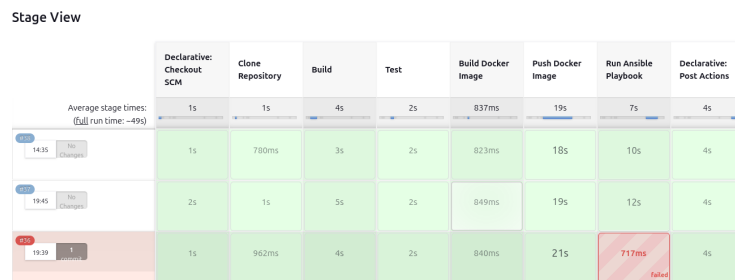 Stage View
Declarative: Checkout SCM
Clone Repository
Build
Test
Build Docker Image
Push Docker Image
Run Ansible Playbook
Declarative: Post Actions
Average stage times:
(full run time: ~49s)
1s 1s 4s 2s 837ms 19s 7s 4s
14:35
No Changes
1s 780ms 3s 2s 823ms 18s 10s 4s
#37
19:45
No Changes
2s 1s 5s 2s 849ms 19s 12s 4s
#36
19:39
1 commit
1s 962ms 4s 2s 840ms 21s 717ms 4s
failed